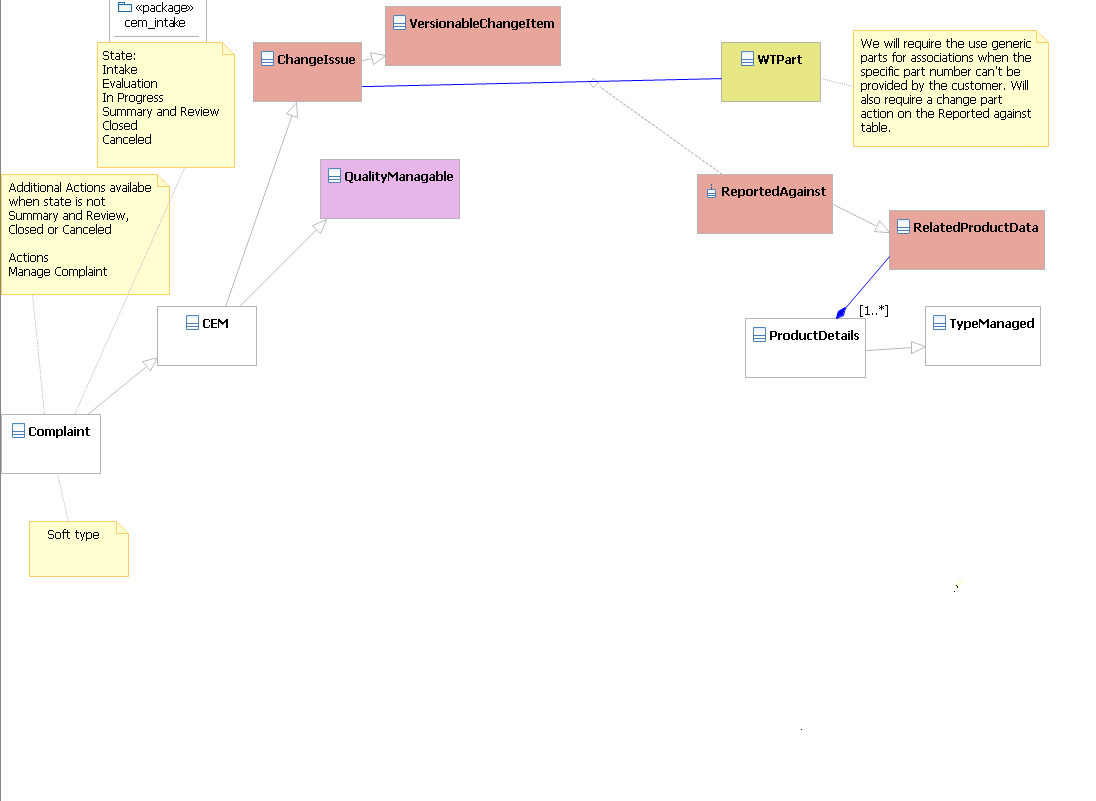 «package»
cem_intake
VersionableChangeItem
ChangeIssue
WTPart
We will require the use generic
parts for associations when the
specific part number can't be
provided by the customer. Will
also require a change part
action on the Reported against
table.
State:
Intake
Evaluation
In Progress
Summary and Review
Closed
Canceled
QualityManagable
ReportedAgainst
Additional Actions availabe
when state is not
Summary and Review,
Closed or Canceled
Actions
Manage Complaint
RelatedProductData
CEM
[1..*]
ProductDetails
TypeManaged
Complaint
Soft type